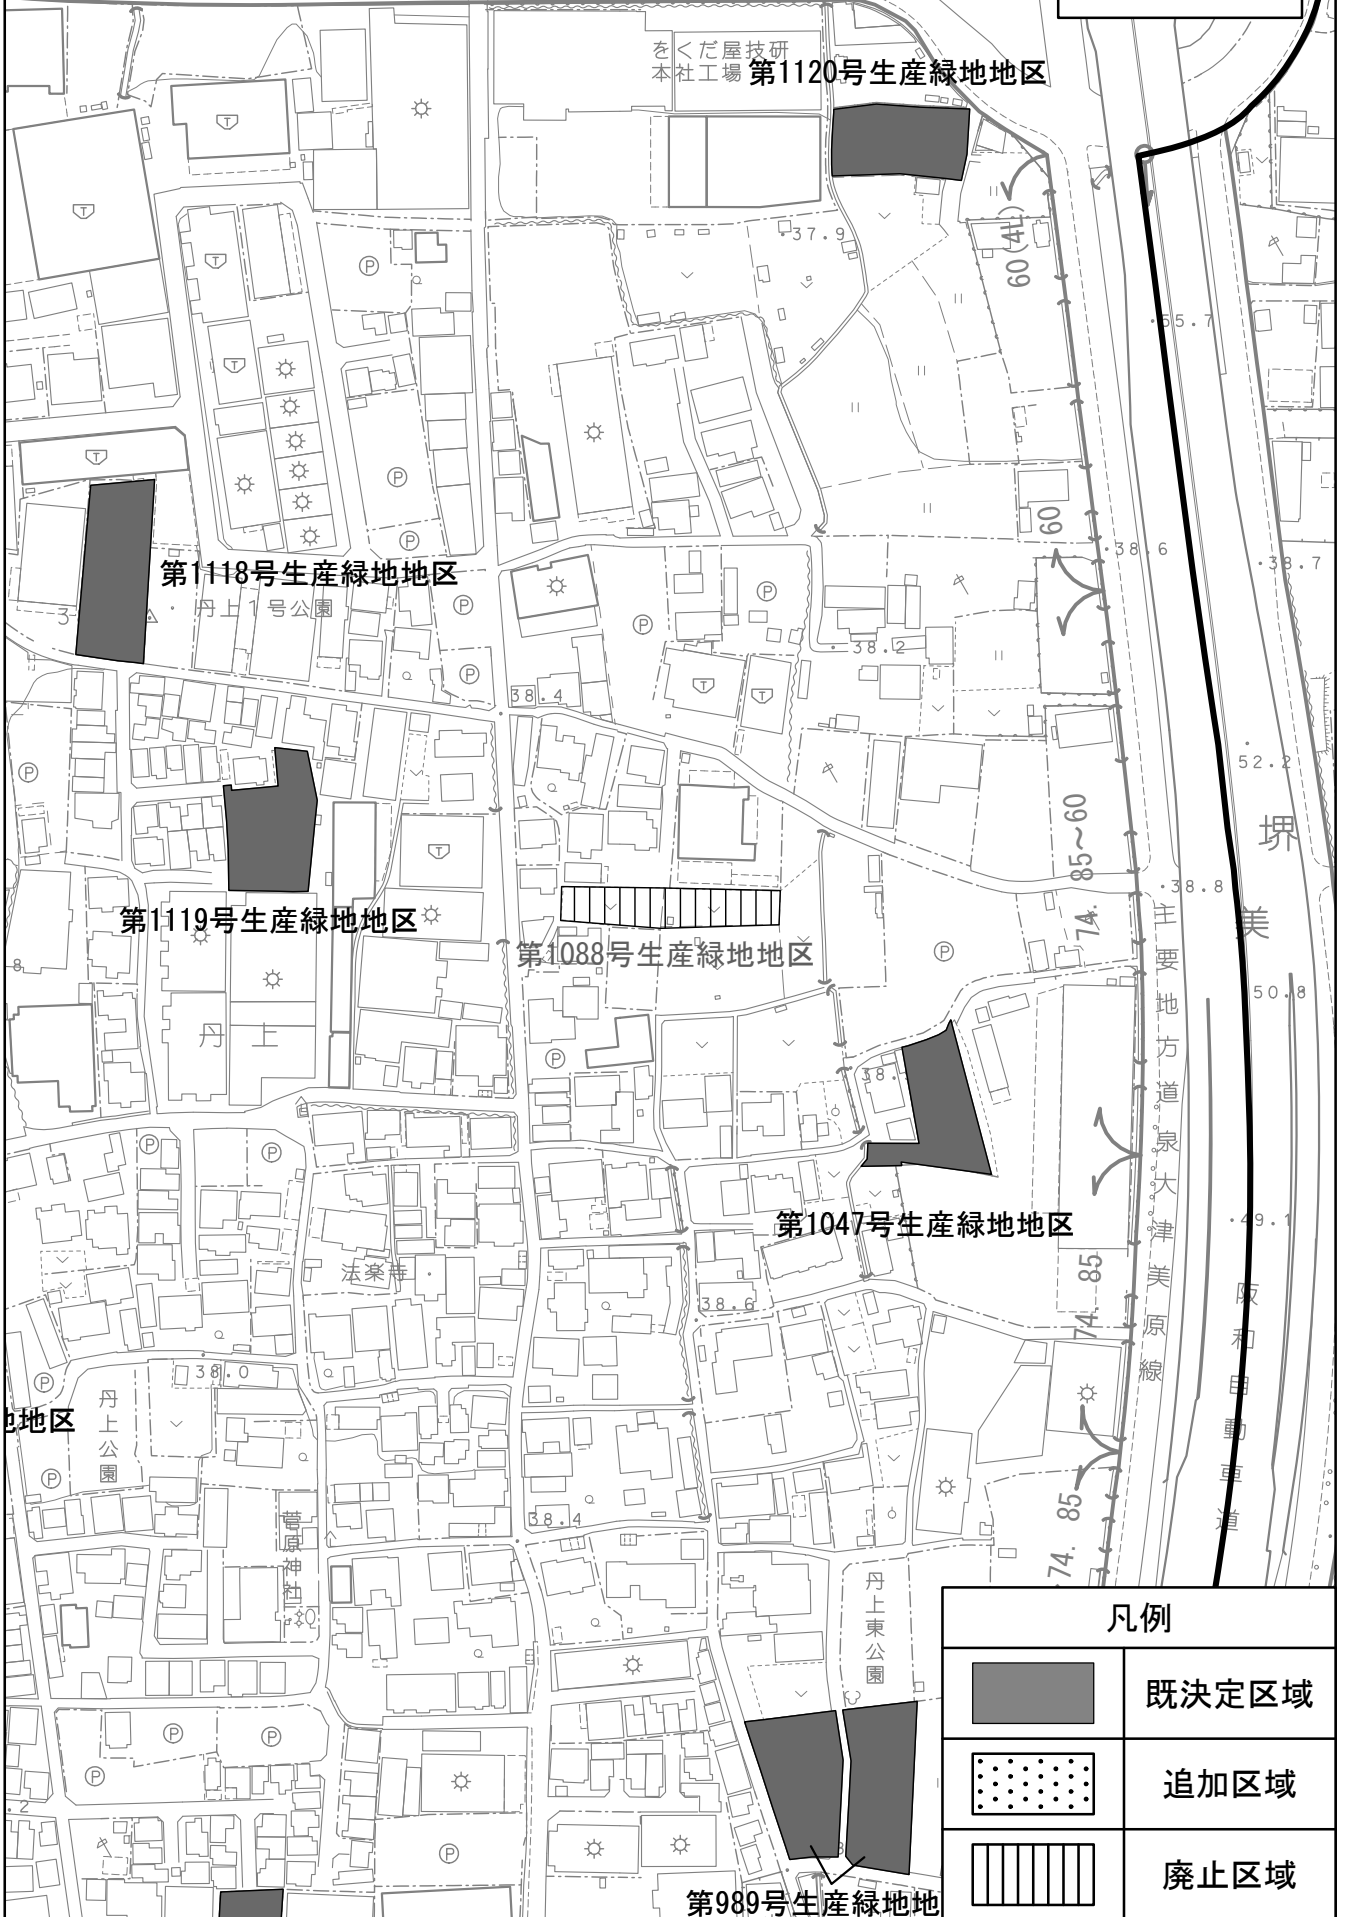 をくだ屋技研
本社工場
第1120号生産緑地地区
37.9
60(4L)
55.7
60
38.6
38.7
第1118号生産緑地地区
丹上1号公園
3
38.2
38.4
52.2
堺
85~60
74.
38.8
美
第1119号生産緑地地区
第1088号生産緑地地区
8
50.8
丹上
38.
主要地方道泉大津美原線
第1047号生産緑地地区
49.1
法楽寺
38.6
74. 85
阪和自動車道
38.0
地地区
丹上公園
菅原神社
38.4
74. 85
丹上東公園
.2
第989号生産緑地地
凡例
既決定区域
追加区域
廃止区域